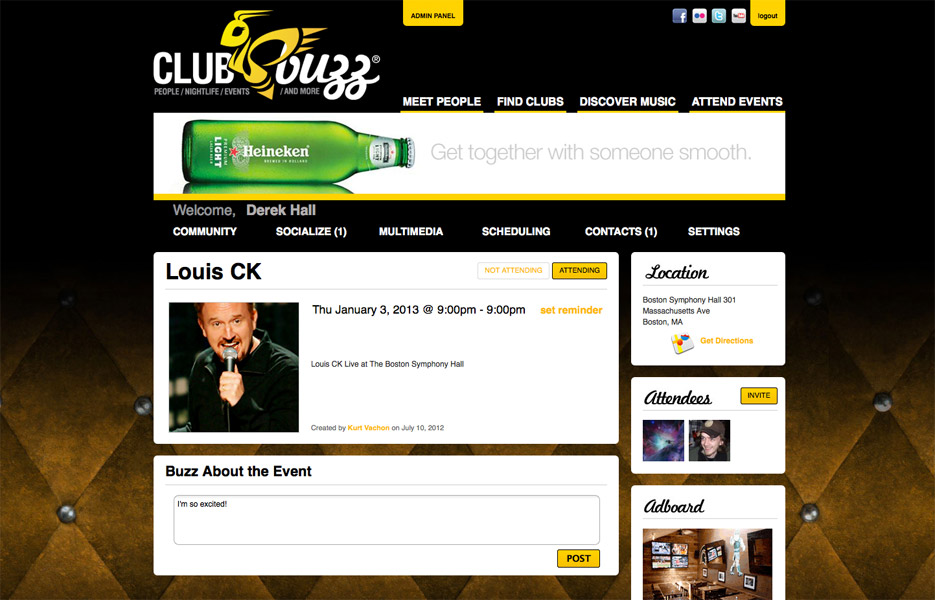 ADMIN PANEL
logout
CLUB buzz®
PEOPLE / NIGHTLIFE / EVENTS / AND MORE
MEET PEOPLE FIND CLUBS DISCOVER MUSIC ATTEND EVENTS
PREMIUM LIGHT
Heineken
BREWED IN HOLLAND
Get together with someone smooth.
Welcome, Derek Hall
COMMUNITY SOCIALIZE (1) MULTIMEDIA SCHEDULING CONTACTS (1) SETTINGS
Louis CK
NOT ATTENDING ATTENDING
Thu January 3, 2013 @ 9:00pm - 9:00pm set reminder
Louis CK Live at The Boston Symphony Hall
Created by Kurt Vachon on July 10, 2012
Buzz About the Event
I'm so excited!
POST
Location
Boston Symphony Hall 301
Massachusetts Ave
Boston, MA
Get Directions
Attendees
INVITE
Adboard